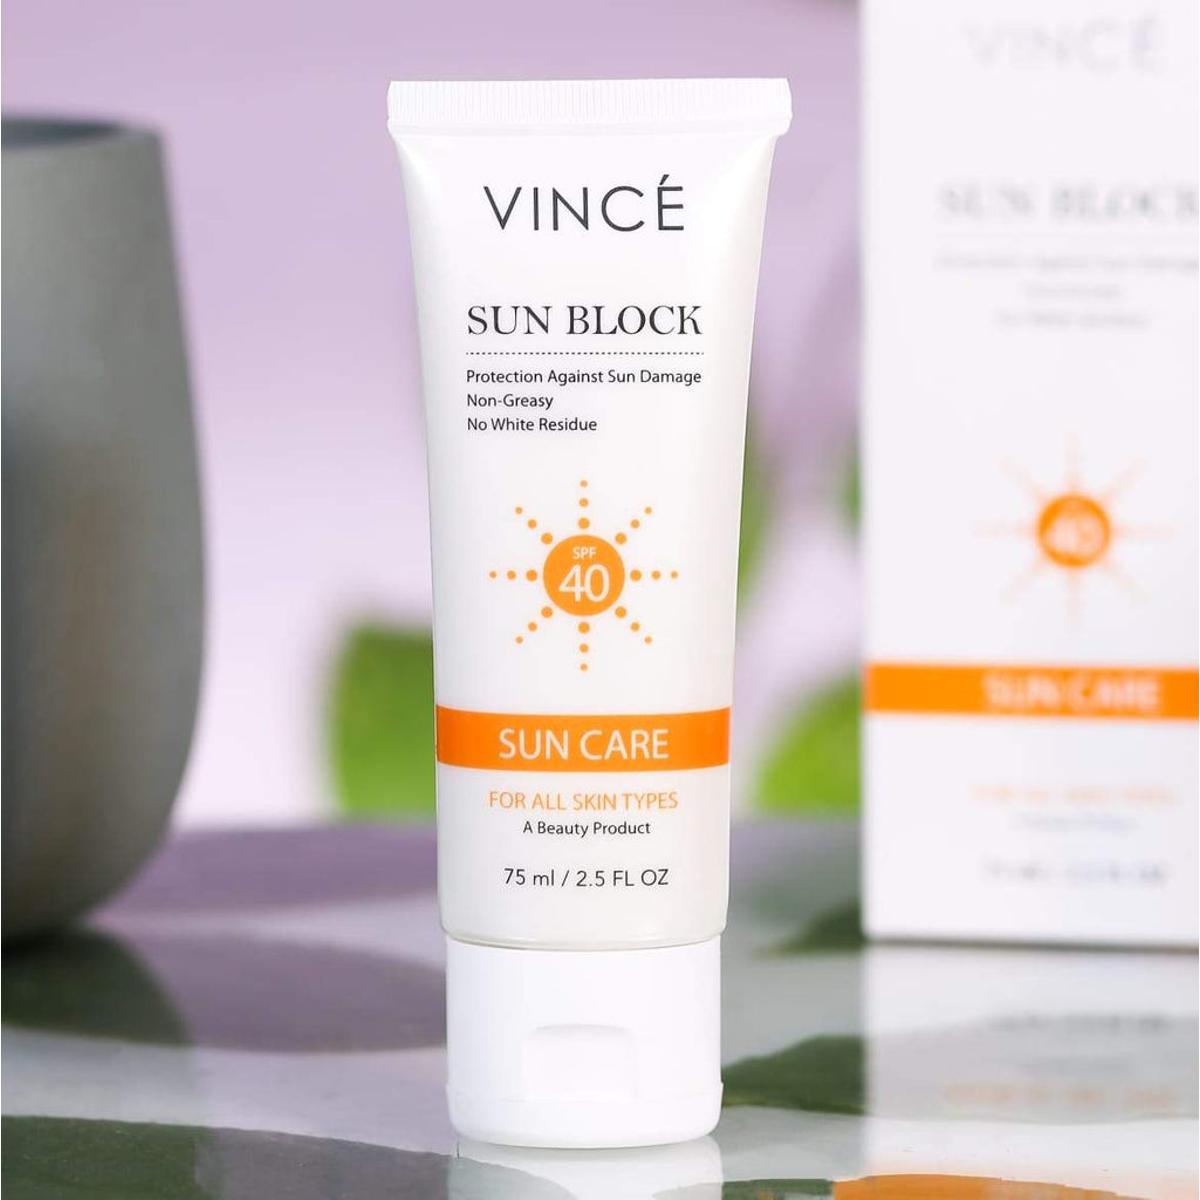 VINCÉ
SUN BLOCK
Protection Against Sun Damage
Non-Greasy
No White Residue
SPF
40
SUN CARE
FOR ALL SKIN TYPES
A Beauty Product
75 ml / 2.5 FL OZ
VINCÉ
SUN BLOCK
40
SUN CARE